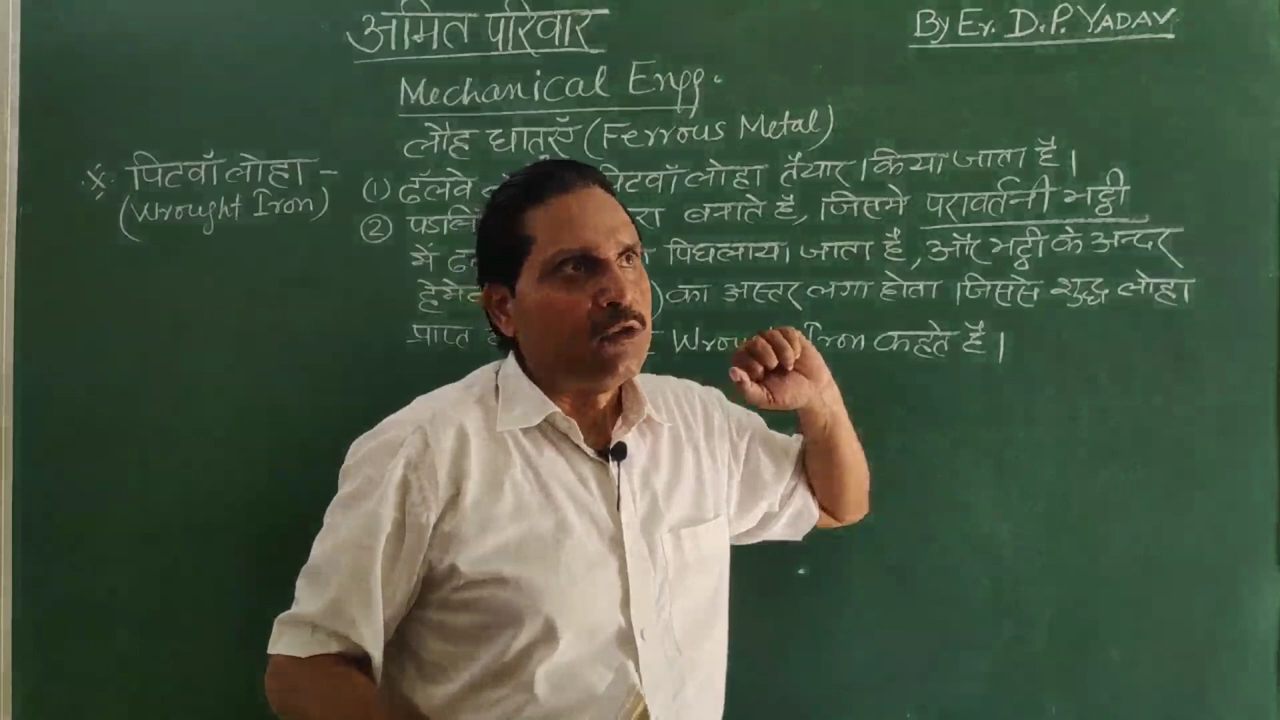 अमित परिवार
By Er. D.P. YADAV
Mechanical Engg.
लौह धातुएँ (Ferrous Metal)
* पिटवाँ लोहा -
(Wrought Iron)
① ढलवे पिटवाँ लोहा तैयार किया जाता है।
② बनाते है, जिसमे परावर्तनी भट्ठी
में पिघलाया जाता है, और भट्ठी के अन्दर
का अस्तर लगा होता जिससे शुद्ध लोहा
प्राप्त Iron कहते है।